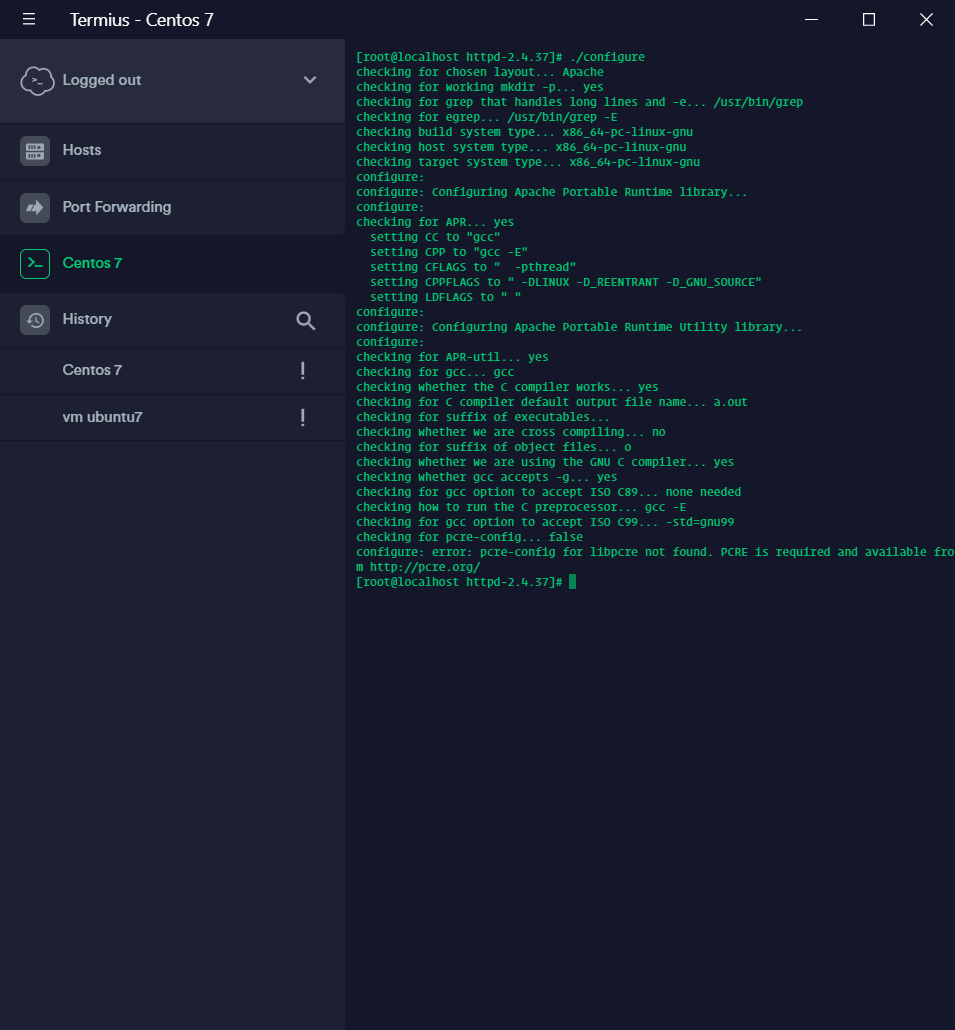 Termius - Centos 7
Logged out
Hosts
Port Forwarding
Centos 7
History
Centos 7
vm ubuntu7
[root@localhost httpd-2.4.37]# ./configure
checking for chosen layout... Apache
checking for working mkdir -p... yes
checking for grep that handles long lines and -e... /usr/bin/grep
checking for egrep... /usr/bin/grep -E
checking build system type... x86_64-pc-linux-gnu
checking host system type... x86_64-pc-linux-gnu
checking target system type... x86_64-pc-linux-gnu
configure:
configure: Configuring Apache Portable Runtime library...
configure:
checking for APR... yes
  setting CC to "gcc"
  setting CPP to "gcc -E"
  setting CFLAGS to "  -pthread"
  setting CPPFLAGS to " -DLINUX -D_REENTRANT -D_GNU_SOURCE"
  setting LDFLAGS to " "
configure:
configure: Configuring Apache Portable Runtime Utility library...
configure:
checking for APR-util... yes
checking for gcc... gcc
checking whether the C compiler works... yes
checking for C compiler default output file name... a.out
checking for suffix of executables...
checking whether we are cross compiling... no
checking for suffix of object files... o
checking whether we are using the GNU C compiler... yes
checking whether gcc accepts -g... yes
checking for gcc option to accept ISO C89... none needed
checking how to run the C preprocessor... gcc -E
checking for gcc option to accept ISO C99... -std=gnu99
checking for pcre-config... false
configure: error: pcre-config for libpcre not found. PCRE is required and available fro
m http://pcre.org/
[root@localhost httpd-2.4.37]#